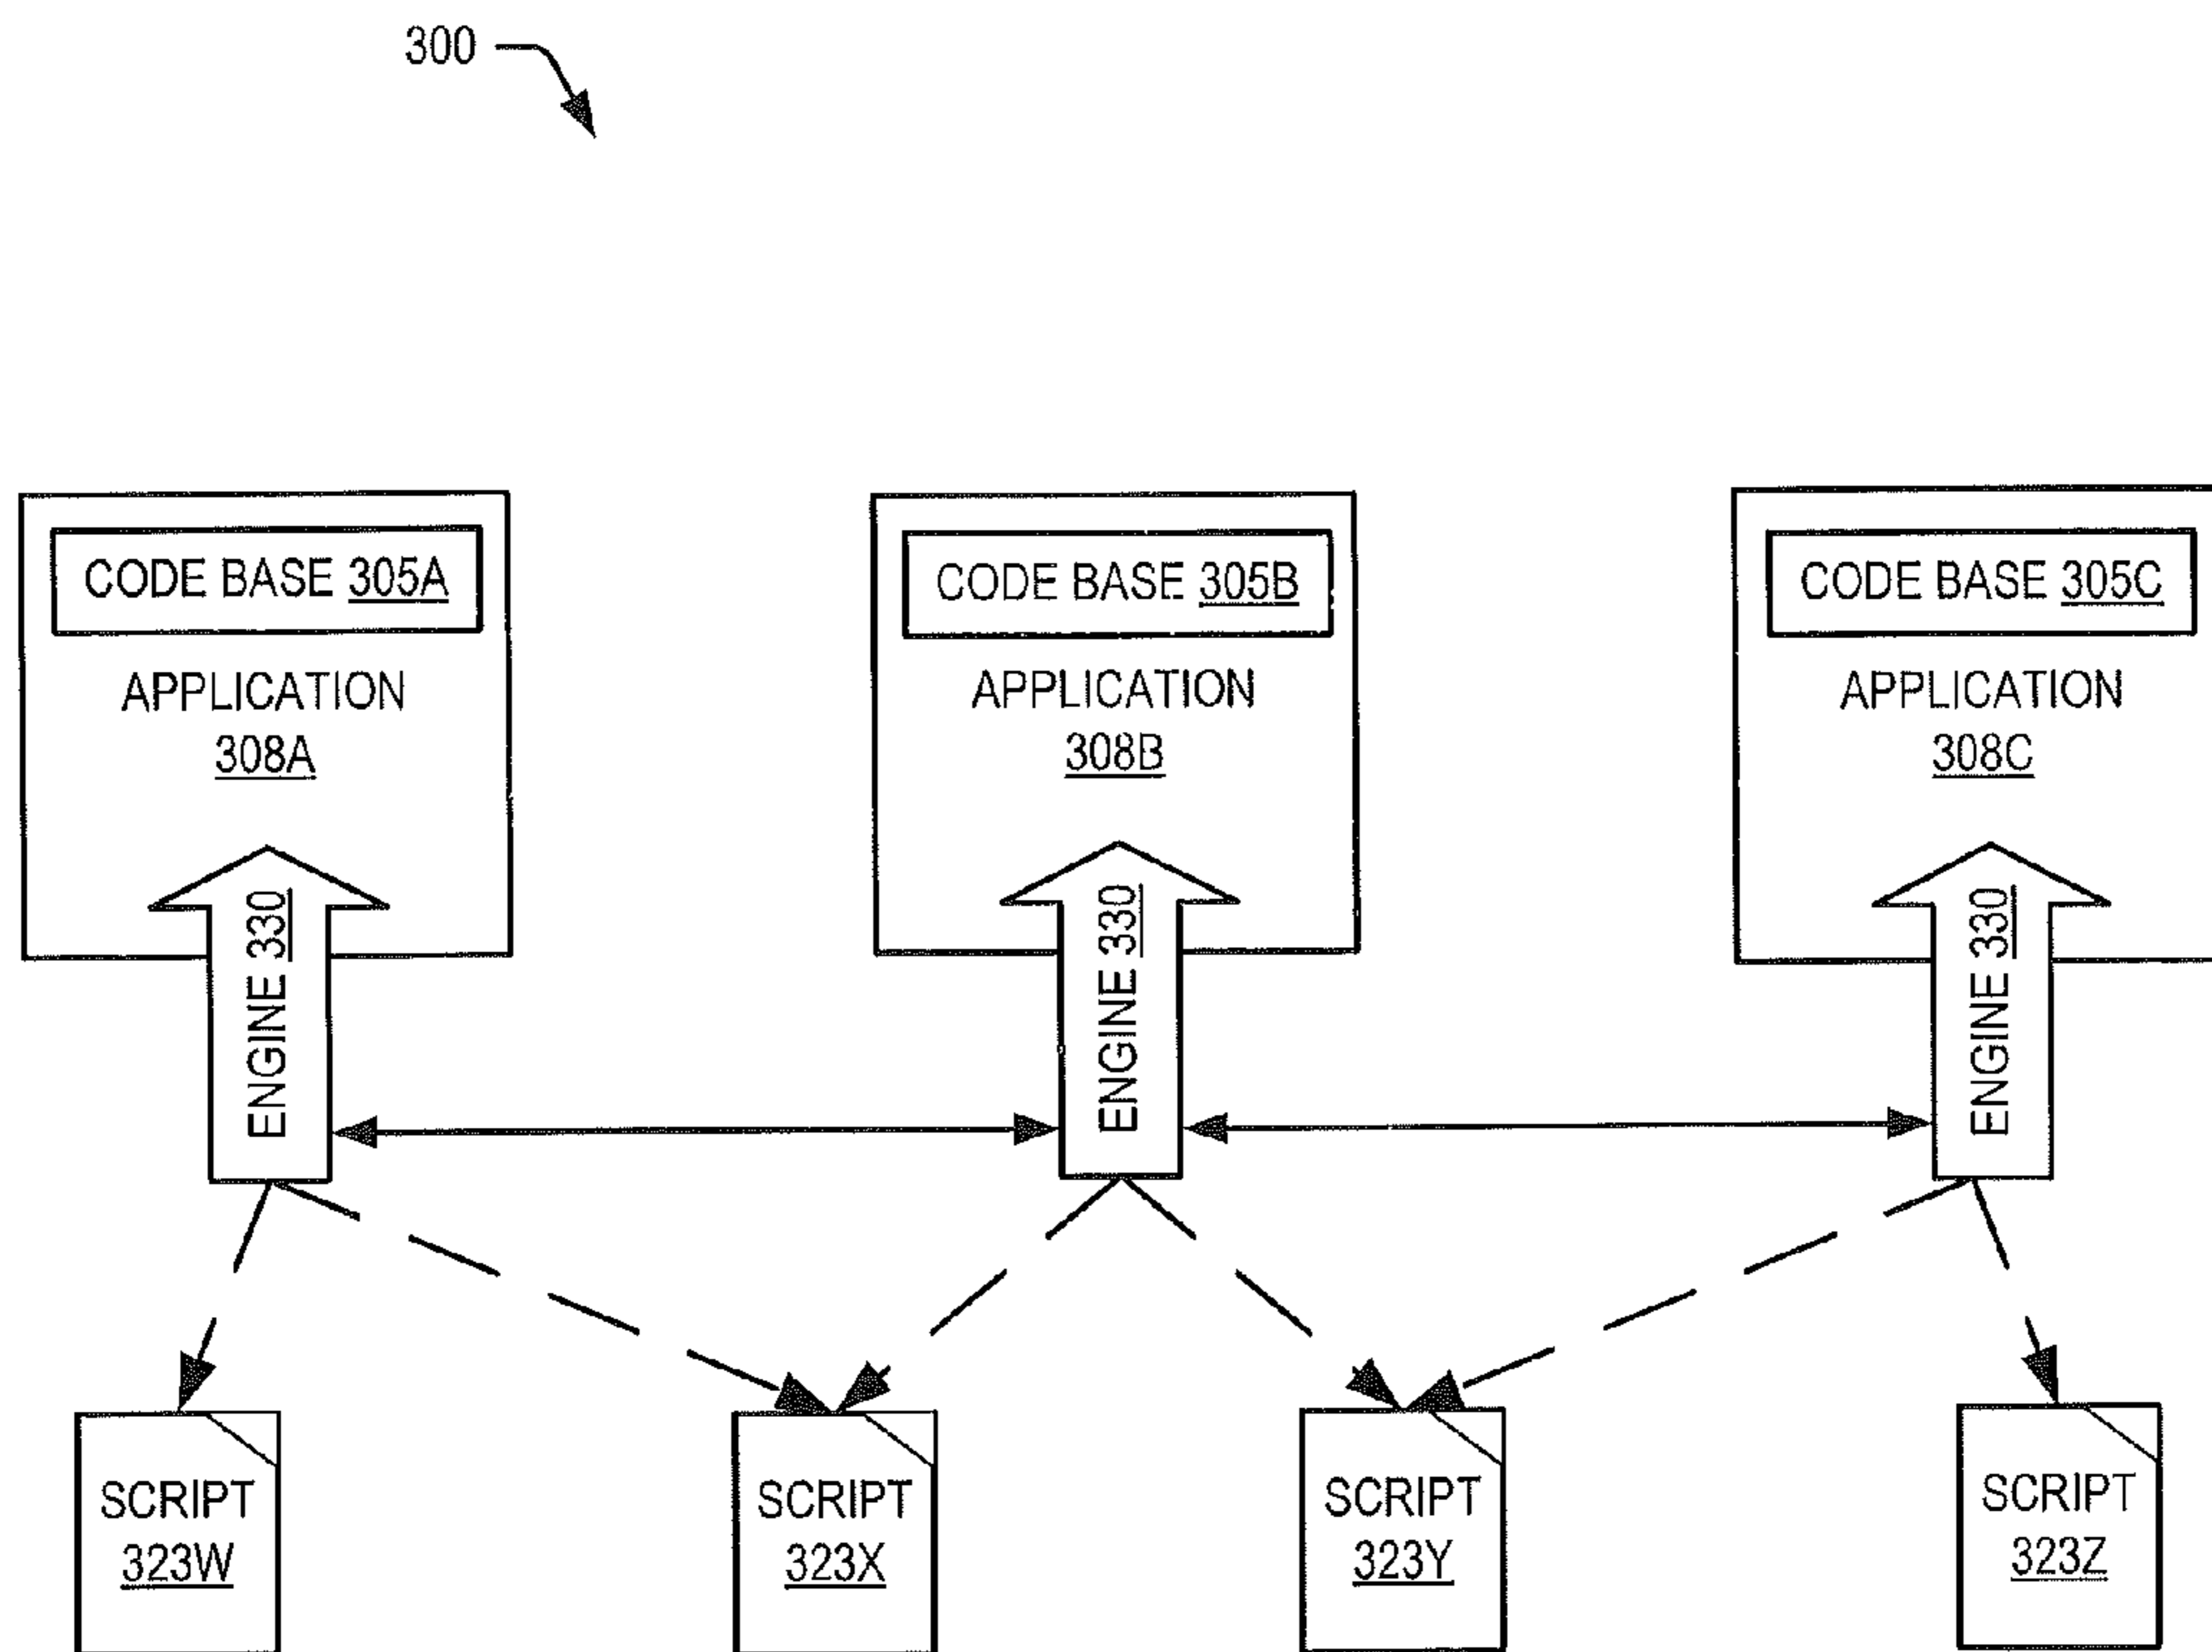 300
CODE BASE 305A
APPLICATION
308A
ENGINE 330
CODE BASE 305B
APPLICATION
308B
ENGINE 330
CODE BASE 305C
APPLICATION
308C
ENGINE 330
SCRIPT
323W
SCRIPT
323X
SCRIPT
323Y
SCRIPT
323Z